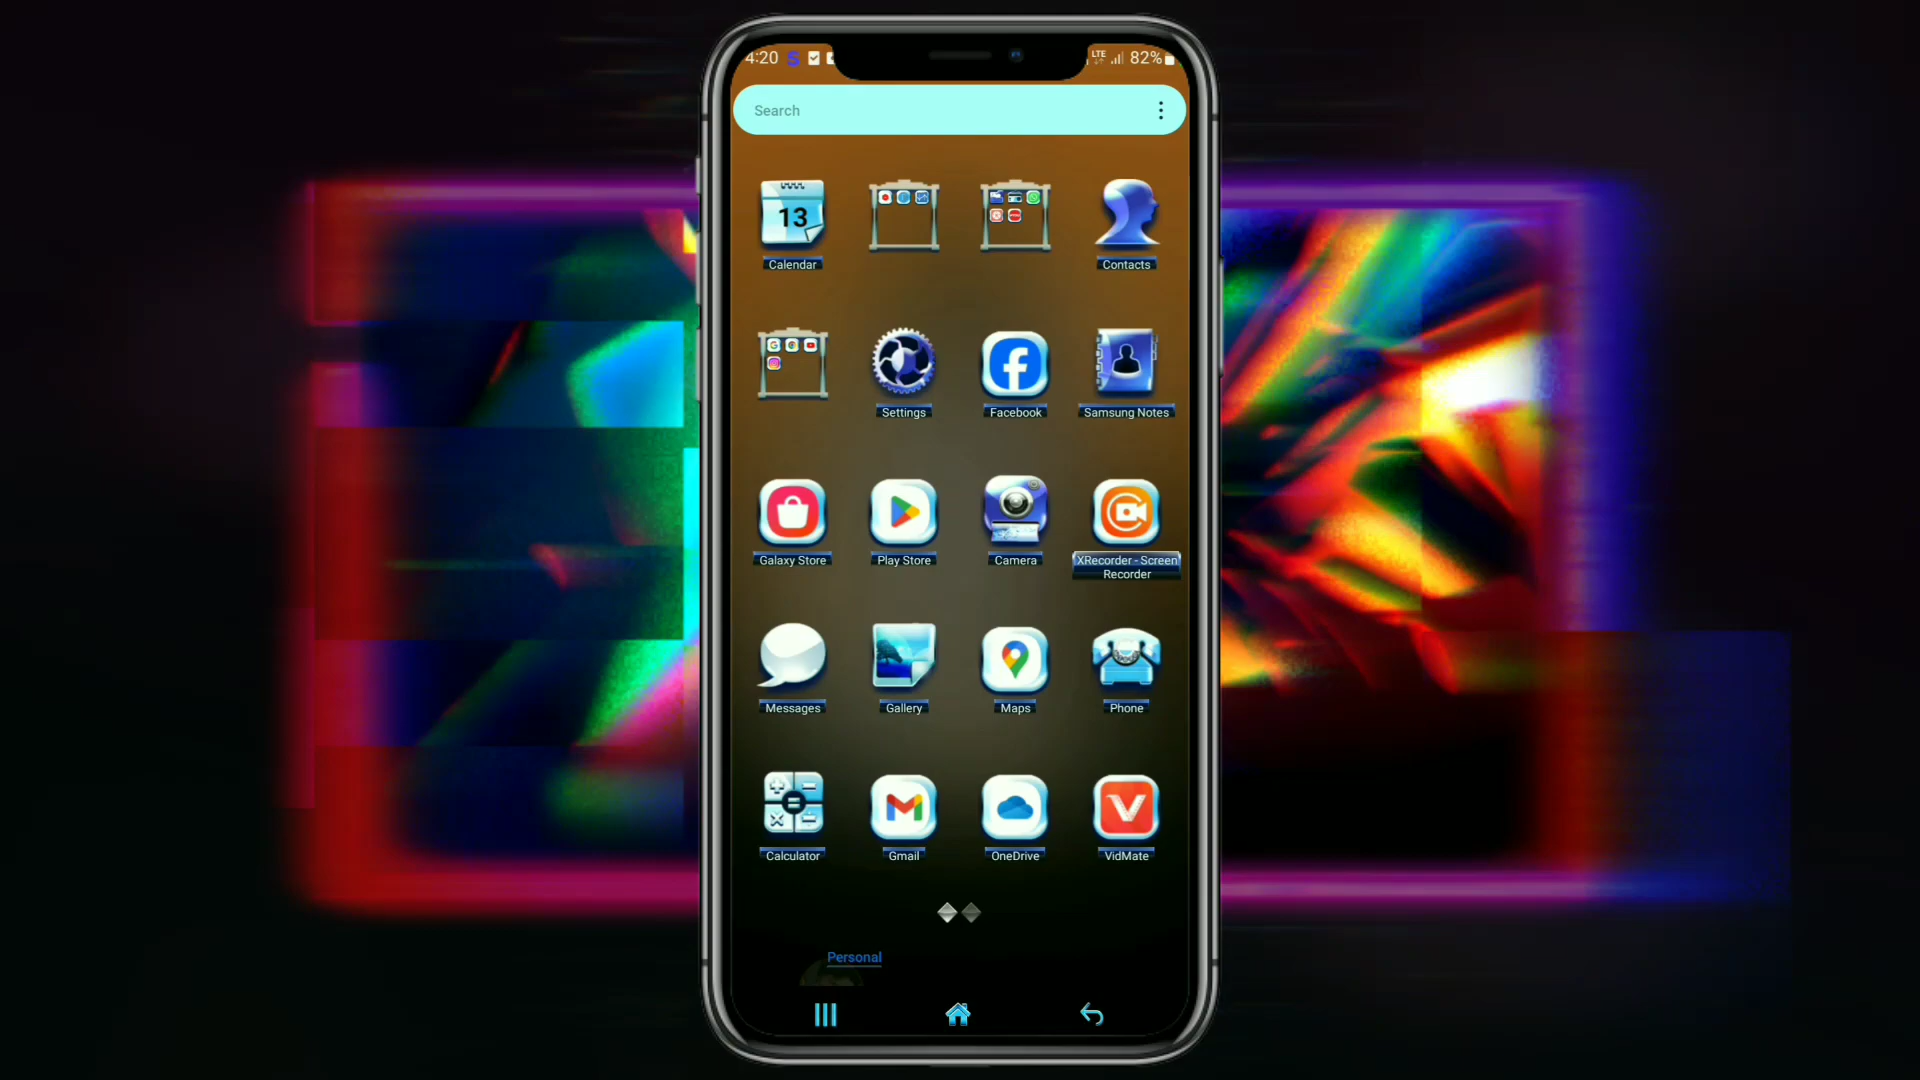 4:20
LTE
82%
Search
13
Calendar
Contacts
Settings
Facebook
Samsung Notes
Galaxy Store
Play Store
Camera
XRecorder - Screen
Recorder
Messages
Gallery
Maps
Phone
Calculator
Gmail
OneDrive
VidMate
Personal